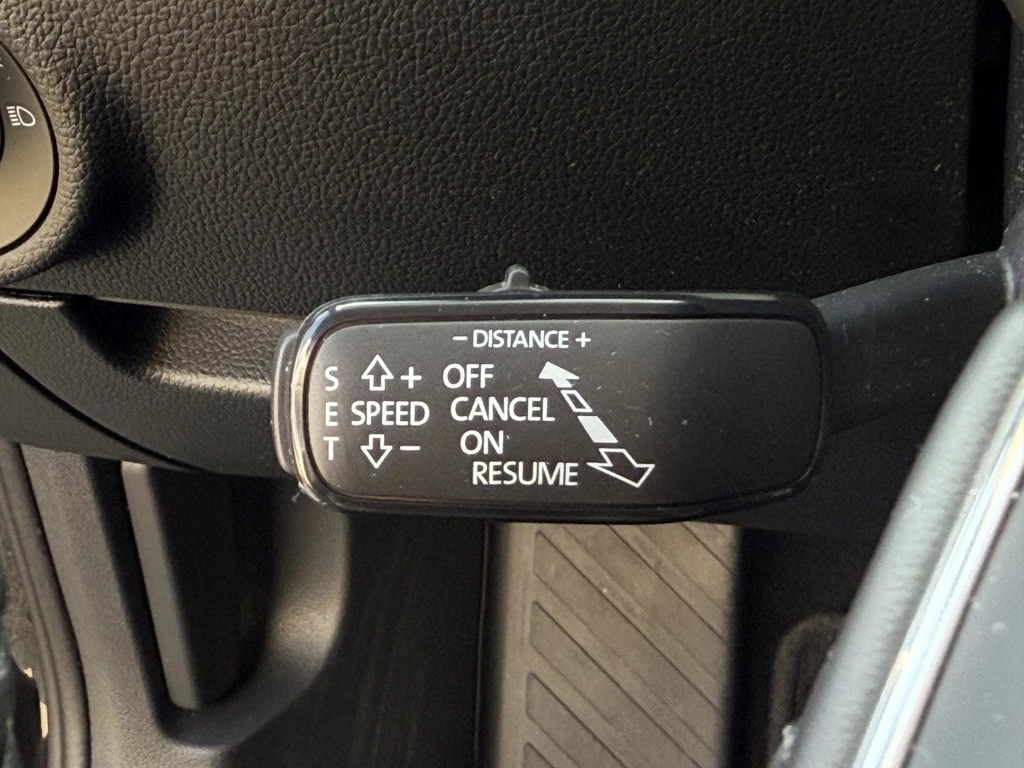 - DISTANCE +
S + OFF
E SPEED CANCEL
T - ON
RESUME